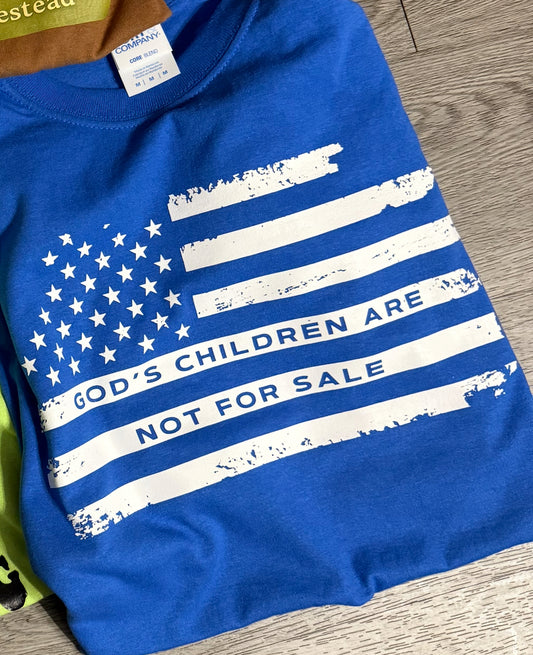 estead
COMPANY
CORE BLEND
M | M | M
GOD'S CHILDREN ARE
NOT FOR SALE